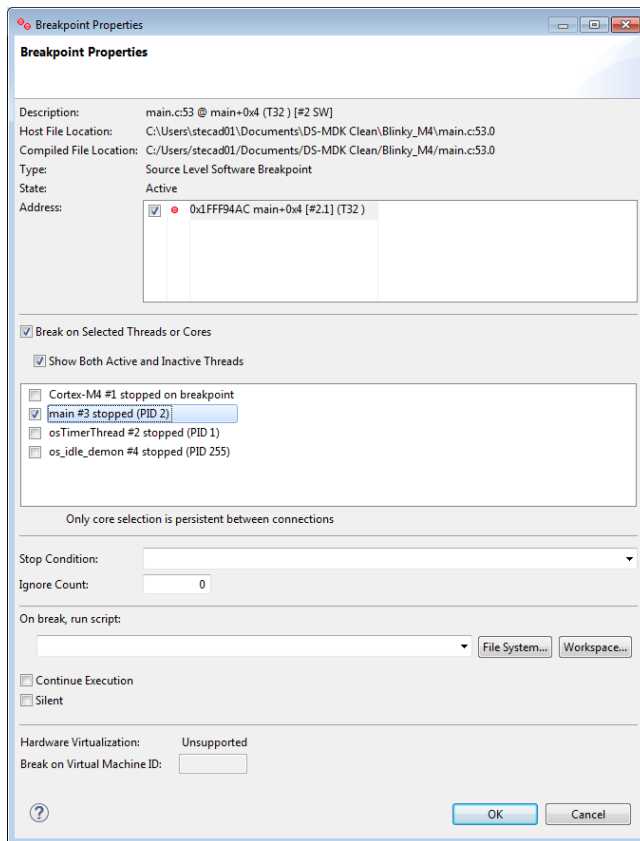 Breakpoint Properties
Breakpoint Properties
Description: main.c:53 @ main+0x4 (T32 ) [#2 SW]
Host File Location: C:\Users\stecad01\Documents\DS-MDK Clean\Blinky_M4\main.c:53.0
Compiled File Location: C:/Users/stecad01/Documents/DS-MDK Clean/Blinky_M4/main.c:53.0
Type: Source Level Software Breakpoint
State: Active
Address: 0x1FFF94AC main+0x4 [#2.1] (T32 )
Break on Selected Threads or Cores
Show Both Active and Inactive Threads
Cortex-M4 #1 stopped on breakpoint
main #3 stopped (PID 2)
osTimerThread #2 stopped (PID 1)
os_idle_demon #4 stopped (PID 255)
Only core selection is persistent between connections
Stop Condition:
Ignore Count: 0
On break, run script:
File System... Workspace...
Continue Execution
Silent
Hardware Virtualization: Unsupported
Break on Virtual Machine ID:
? OK Cancel